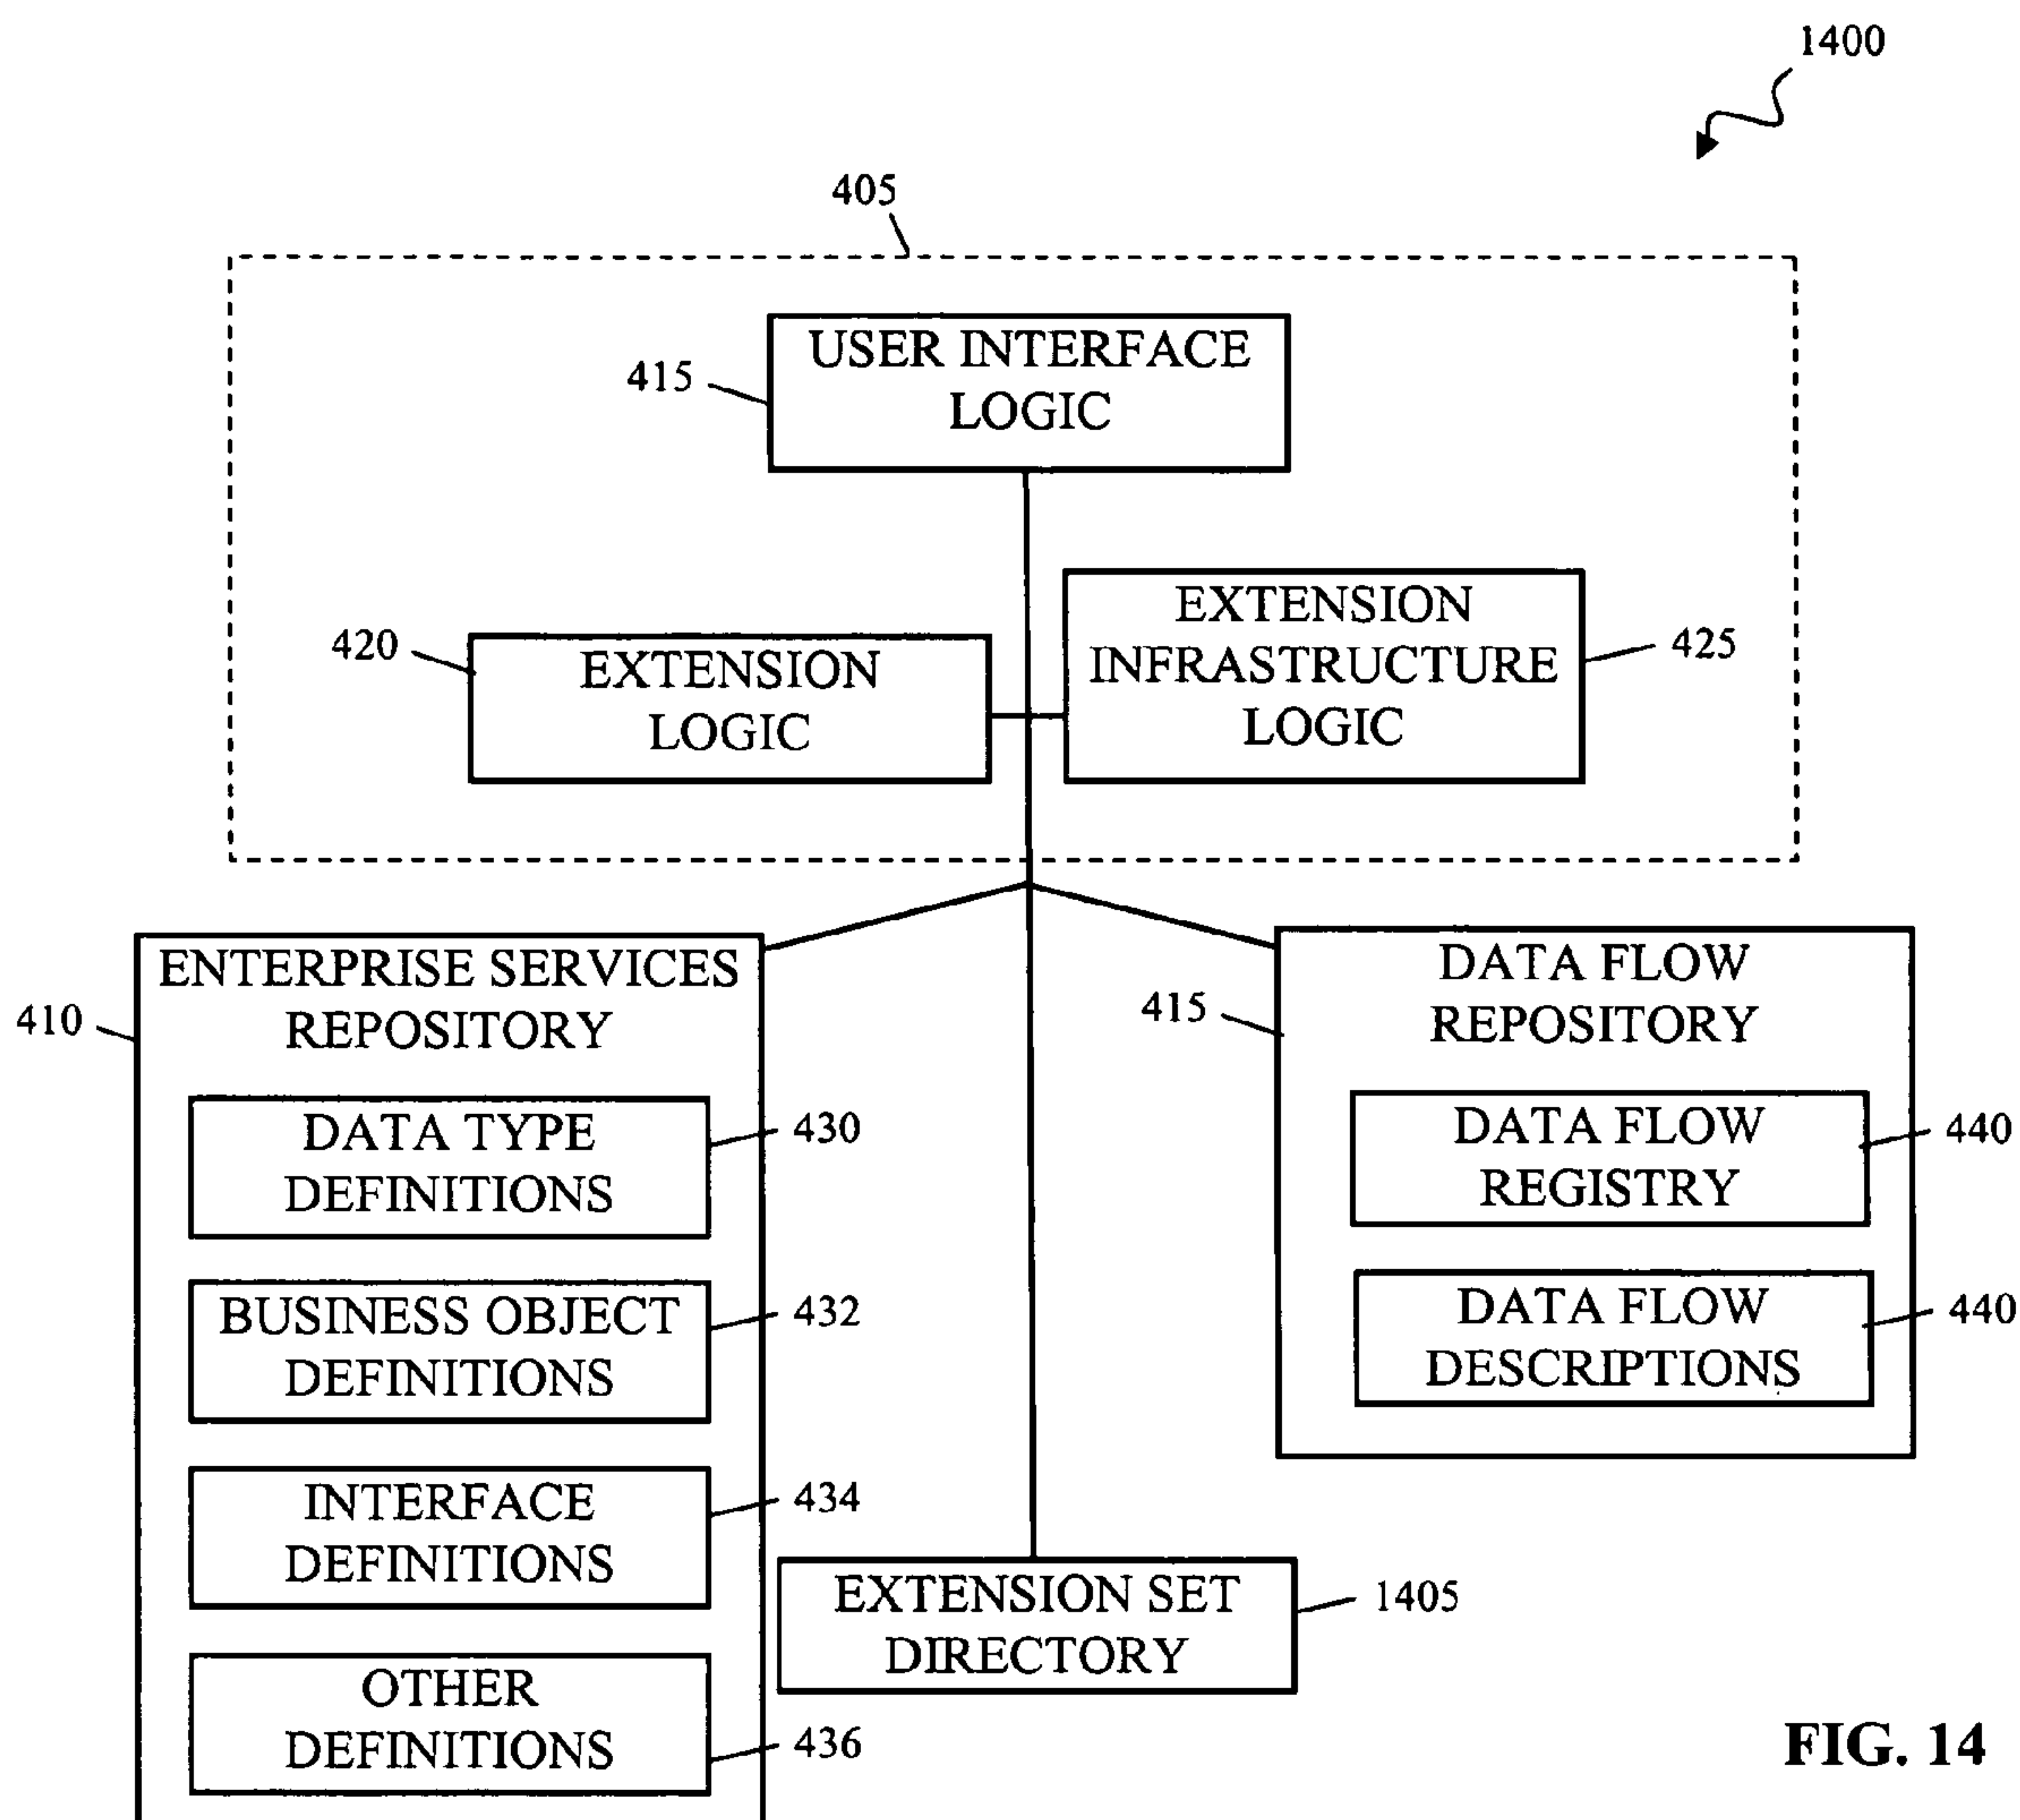 1400
405
USER INTERFACE
LOGIC
415
EXTENSION
LOGIC
420
EXTENSION
INFRASTRUCTURE
LOGIC
425
ENTERPRISE SERVICES
REPOSITORY
410
DATA TYPE
DEFINITIONS
430
BUSINESS OBJECT
DEFINITIONS
432
INTERFACE
DEFINITIONS
434
OTHER
DEFINITIONS
436
DATA FLOW
REPOSITORY
415
DATA FLOW
REGISTRY
440
DATA FLOW
DESCRIPTIONS
440
EXTENSION SET
DIRECTORY
1405
FIG. 14